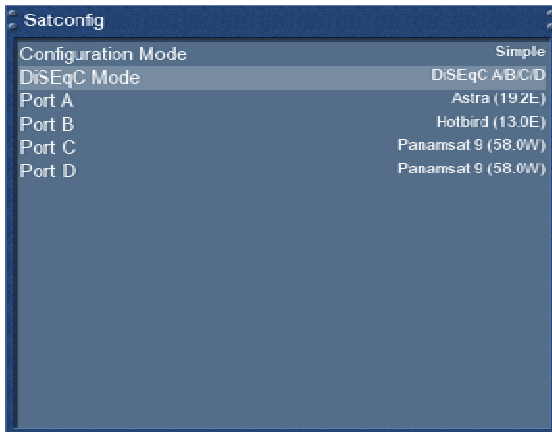 Satconfig
Configuration Mode Simple
DiSEqC Mode DiSEqC A/B/C/D
Port A Astra (19.2E)
Port B Hotbird (13.0E)
Port C Panamsat 9 (58.0W)
Port D Panamsat 9 (58.0W)